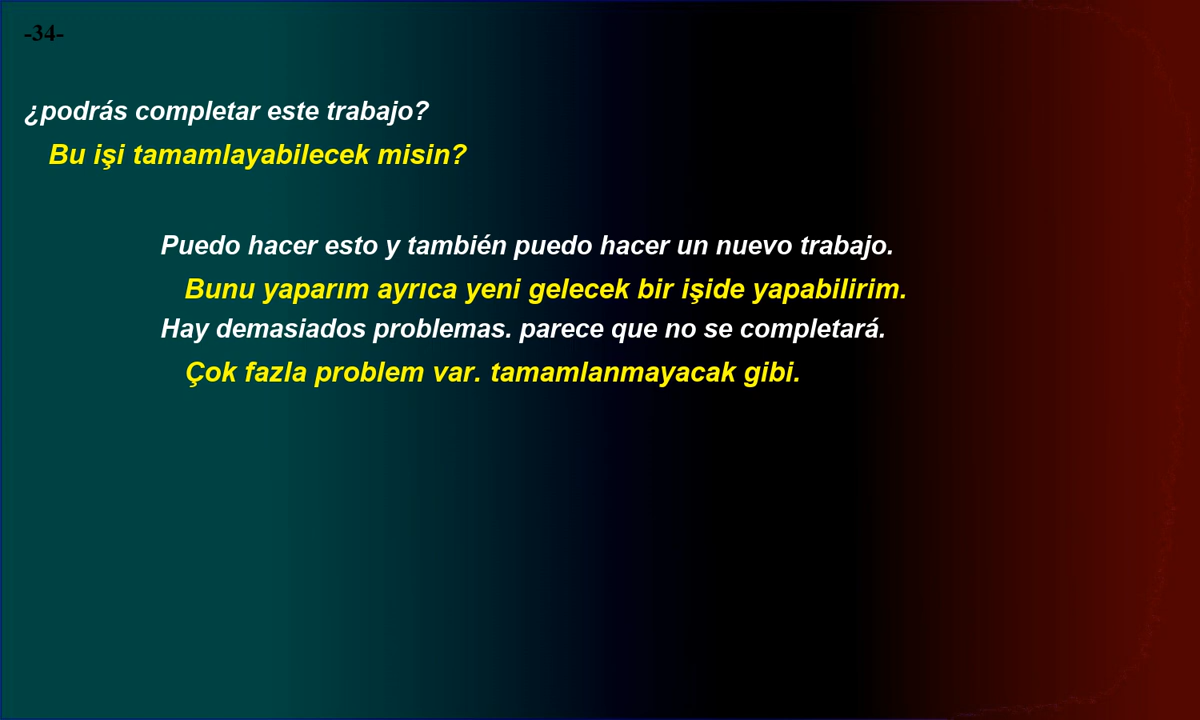 -34-
¿podrás completar este trabajo?
Bu işi tamamlayabilecek misin?
Puedo hacer esto y también puedo hacer un nuevo trabajo.
Bunu yaparım ayrıca yeni gelecek bir işide yapabilirim.
Hay demasiados problemas. parece que no se completará.
Çok fazla problem var. tamamlanmayacak gibi.